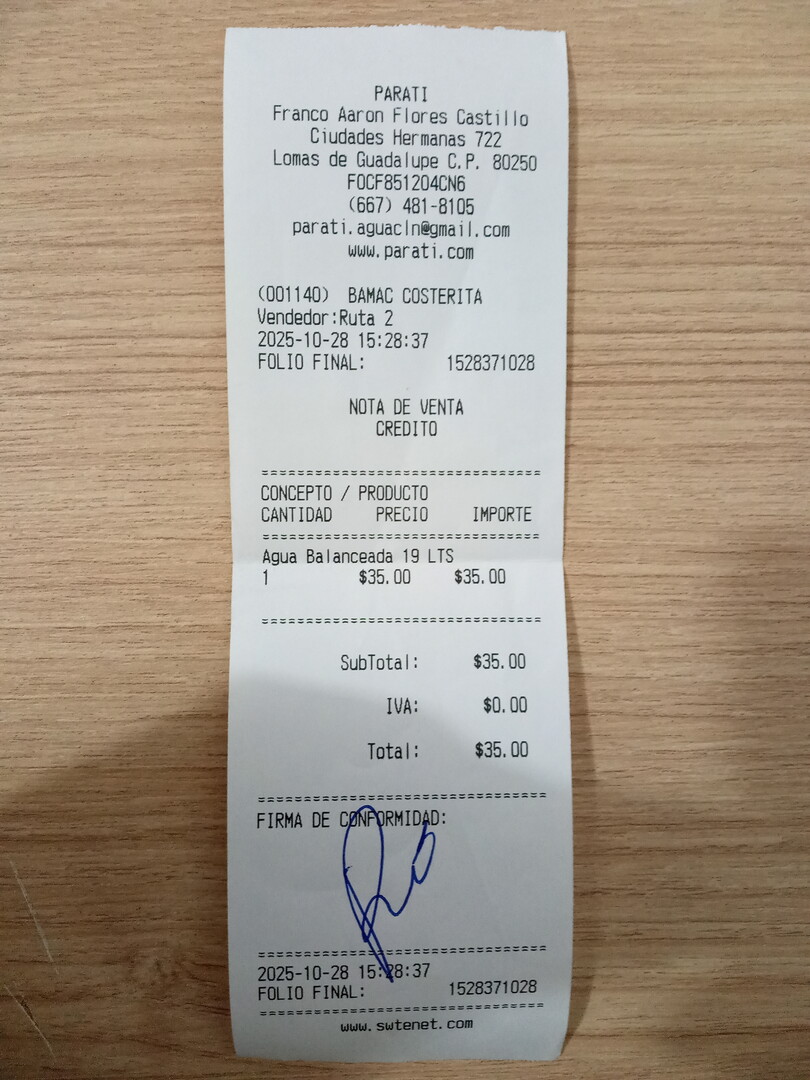 PARATI
Franco Aaron Flores Castillo
Ciudades Hermanas 722
Lomas de Guadalupe C.P. 80250
FOCF851204CN6
(667) 481-8105
parati.aguacln@gmail.com
www.parati.com
(001140) BAMAC COSTERITA
Vendedor:Ruta 2
2025-10-28 15:28:37
FOLIO FINAL: 1528371028
NOTA DE VENTA
CREDITO
CONCEPTO / PRODUCTO
CANTIDAD PRECIO IMPORTE
Agua Balanceada 19 LTS
1 $35.00 $35.00
SubTotal: $35.00
IVA: $0.00
Total: $35.00
FIRMA DE CONFORMIDAD:
2025-10-28 15:28:37
FOLIO FINAL: 1528371028
www.swtenet.com